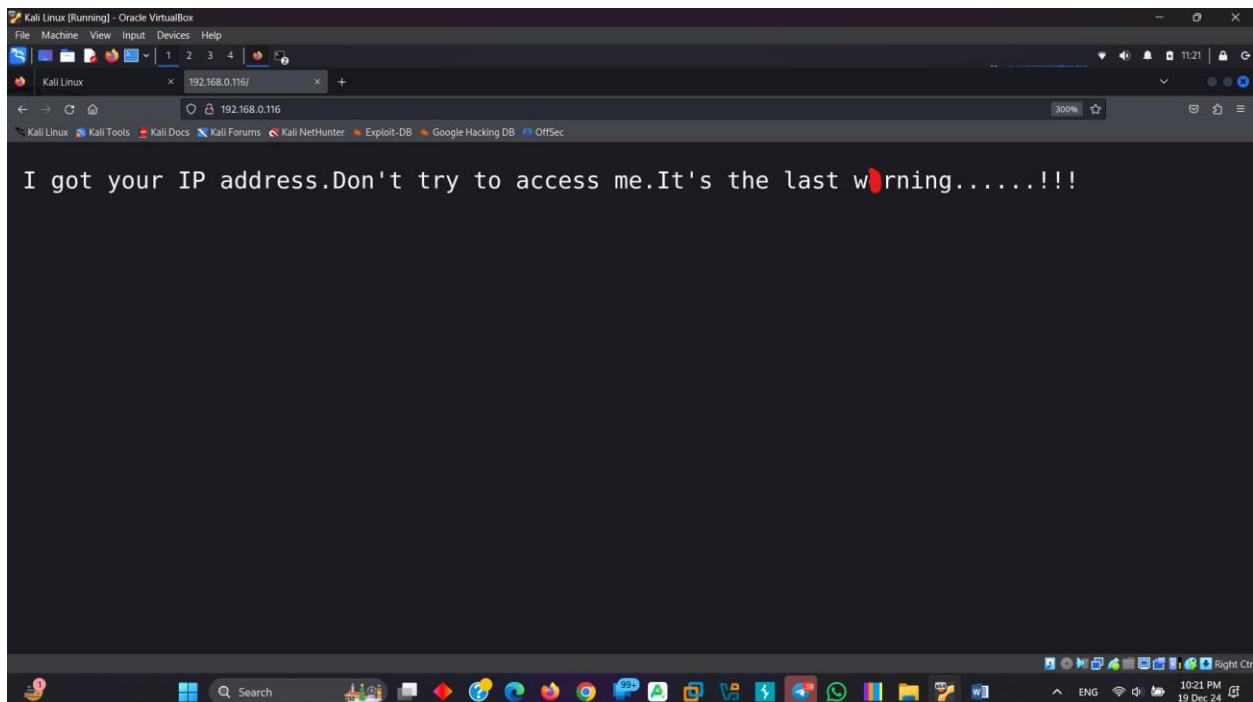 Kali Linux [Running] - Oracle VirtualBox
File Machine View Input Devices Help
1 2 3 4 11:21
Kali Linux × 192.168.0.116/ × +
192.168.0.116 300%
Kali Linux Kali Tools Kali Docs Kali Forums Kali NetHunter Exploit-DB Google Hacking DB OffSec
I got your IP address.Don't try to access me.It's the last w rning......!!!
Right Ctr
Search 99+ ENG 10:21 PM
19 Dec 24